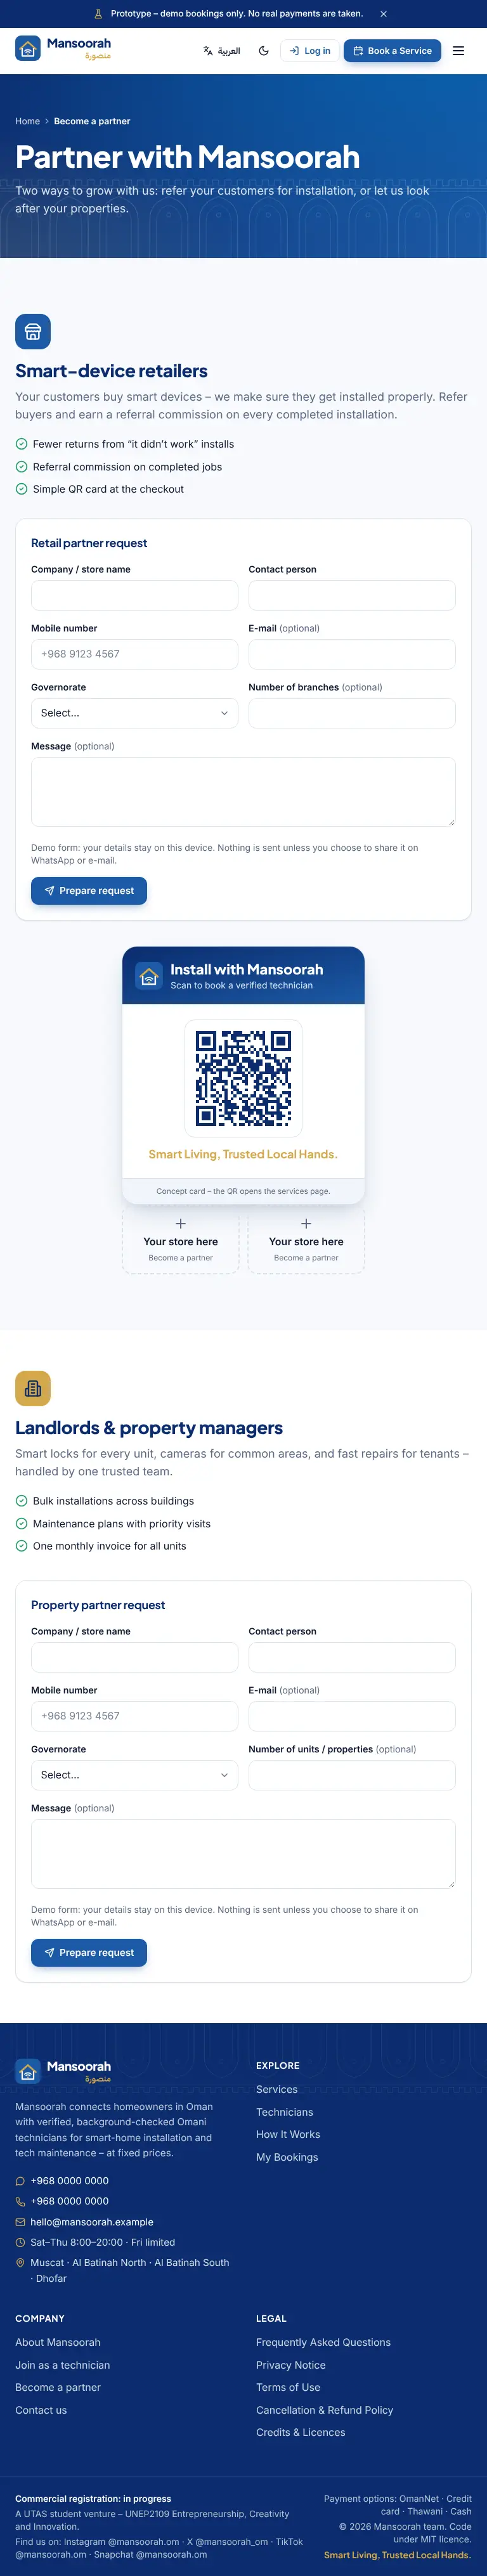 Prototype – demo bookings only. No real payments are taken.
Mansoorah
منصورة
العربية
Log in
Book a Service
Home > Become a partner
Partner with Mansoorah
Two ways to grow with us: refer your customers for installation, or let us look
after your properties.
Smart-device retailers
Your customers buy smart devices – we make sure they get installed properly. Refer
buyers and earn a referral commission on every completed installation.
Fewer returns from “it didn’t work” installs
Referral commission on completed jobs
Simple QR card at the checkout
Retail partner request
Company / store name
Contact person
Mobile number
E-mail (optional)
+968 9123 4567
Governorate
Number of branches (optional)
Select...
Message (optional)
Demo form: your details stay on this device. Nothing is sent unless you choose to share it on
WhatsApp or e-mail.
Prepare request
Install with Mansoorah
Scan to book a verified technician
Smart Living, Trusted Local Hands.
Concept card – the QR opens the services page.
Your store here
Become a partner
Your store here
Become a partner
Landlords & property managers
Smart locks for every unit, cameras for common areas, and fast repairs for tenants –
handled by one trusted team.
Bulk installations across buildings
Maintenance plans with priority visits
One monthly invoice for all units
Property partner request
Company / store name
Contact person
Mobile number
E-mail (optional)
+968 9123 4567
Governorate
Number of units / properties (optional)
Select...
Message (optional)
Demo form: your details stay on this device. Nothing is sent unless you choose to share it on
WhatsApp or e-mail.
Prepare request
Mansoorah
منصورة
Mansoorah connects homeowners in Oman
with verified, background-checked Omani
technicians for smart-home installation and
tech maintenance – at fixed prices.
+968 0000 0000
+968 0000 0000
hello@mansoorah.example
Sat–Thu 8:00–20:00 · Fri limited
Muscat · Al Batinah North · Al Batinah South
· Dhofar
EXPLORE
Services
Technicians
How It Works
My Bookings
COMPANY
About Mansoorah
Join as a technician
Become a partner
Contact us
LEGAL
Frequently Asked Questions
Privacy Notice
Terms of Use
Cancellation & Refund Policy
Credits & Licences
Commercial registration: in progress
A UTAS student venture – UNEP2109 Entrepreneurship, Creativity
and Innovation.
Find us on: Instagram @mansoorah.om · X @mansoorah_om · TikTok
@mansoorah.om · Snapchat @mansoorah.om
Payment options: OmanNet · Credit
card · Thawani · Cash
© 2026 Mansoorah team. Code
under MIT licence.
Smart Living, Trusted Local Hands.